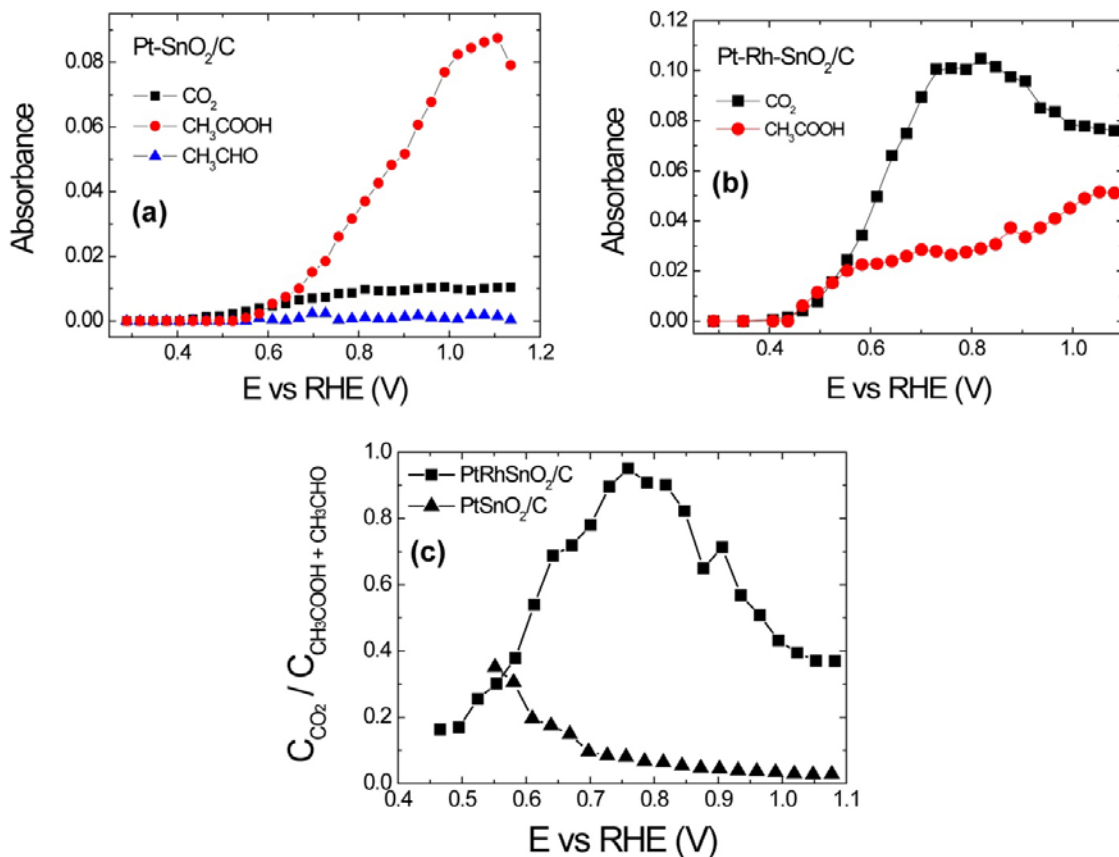 Pt-SnO₂/C
CO₂
CH₃COOH
CH₃CHO
(a)
Absorbance
0.08
0.06
0.04
0.02
0.00
0.4 0.6 0.8 1.0 1.2
E vs RHE (V)
Pt-Rh-SnO₂/C
CO₂
CH₃COOH
(b)
Absorbance
0.12
0.10
0.08
0.06
0.04
0.02
0.00
0.4 0.6 0.8 1.0
E vs RHE (V)
PtRhSnO₂/C
PtSnO₂/C
(c)
C_CO₂ / C_CH₃COOH + CH₃CHO
1.0
0.8
0.6
0.4
0.2
0.0
0.4 0.5 0.6 0.7 0.8 0.9 1.0 1.1
E vs RHE (V)